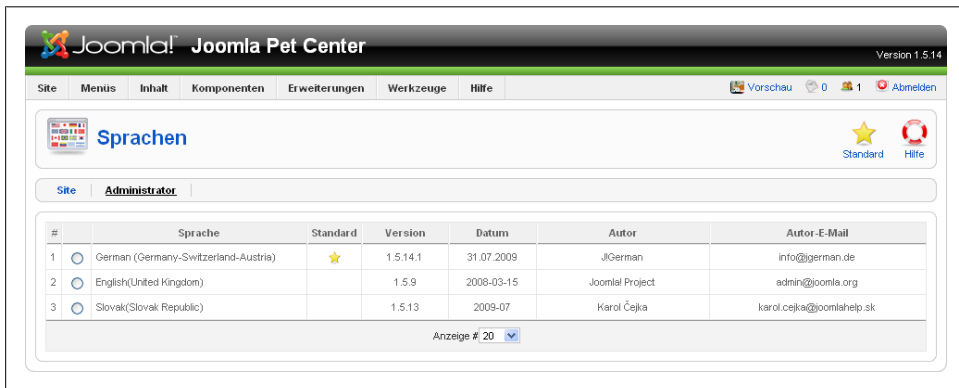 Joomla! Joomla Pet Center
Version 1.5.14
Site Menüs Inhalt Komponenten Erweiterungen Werkzeuge Hilfe Vorschau 0 1 Abmelden
Sprachen
Standard Hilfe
Site Administrator
# Sprache Standard Version Datum Autor Autor-E-Mail
1 German (Germany-Switzerland-Austria) 1.5.14.1 31.07.2009 J!German info@jgerman.de
2 English(United Kingdom) 1.5.9 2008-03-15 Joomla! Project admin@joomla.org
3 Slovak(Slovak Republic) 1.5.13 2009-07 Karol Čejka karol.cejka@joomlahelp.sk
Anzeige # 20